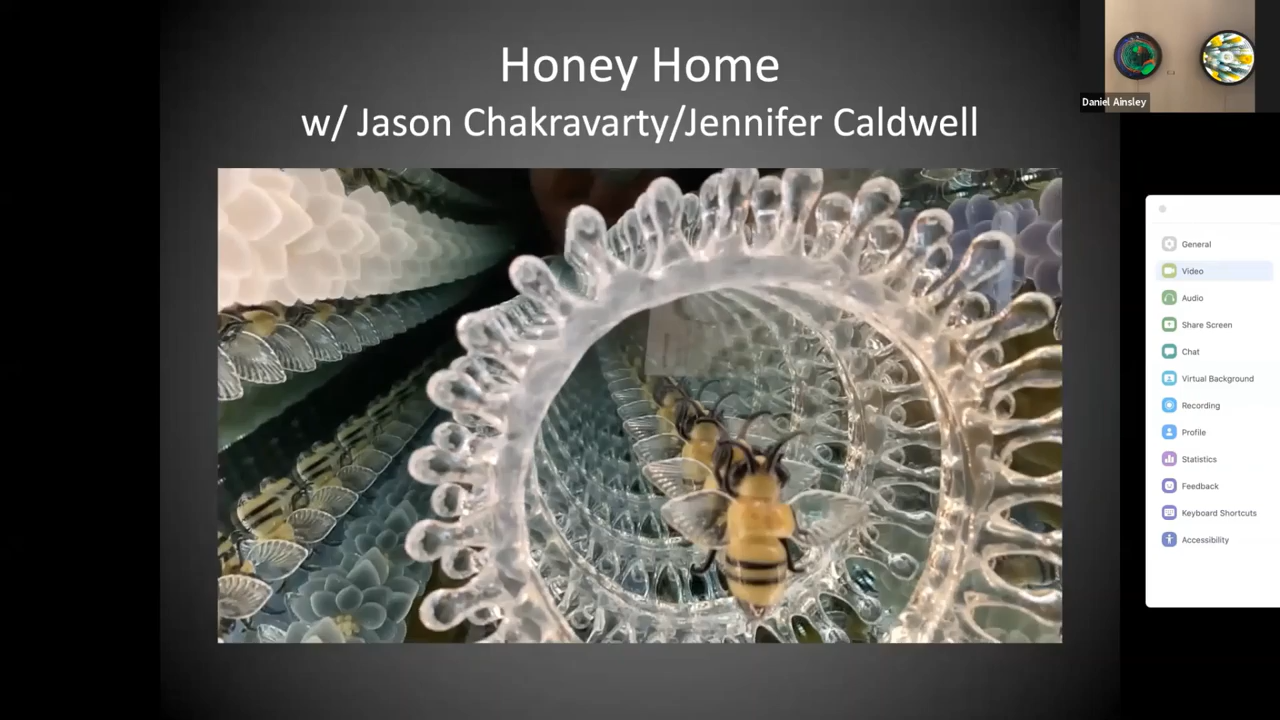 Honey Home
w/ Jason Chakravarty/Jennifer Caldwell
Daniel Ainsley
General
Video
Audio
Share Screen
Chat
Virtual Background
Recording
Profile
Statistics
Feedback
Keyboard Shortcuts
Accessibility